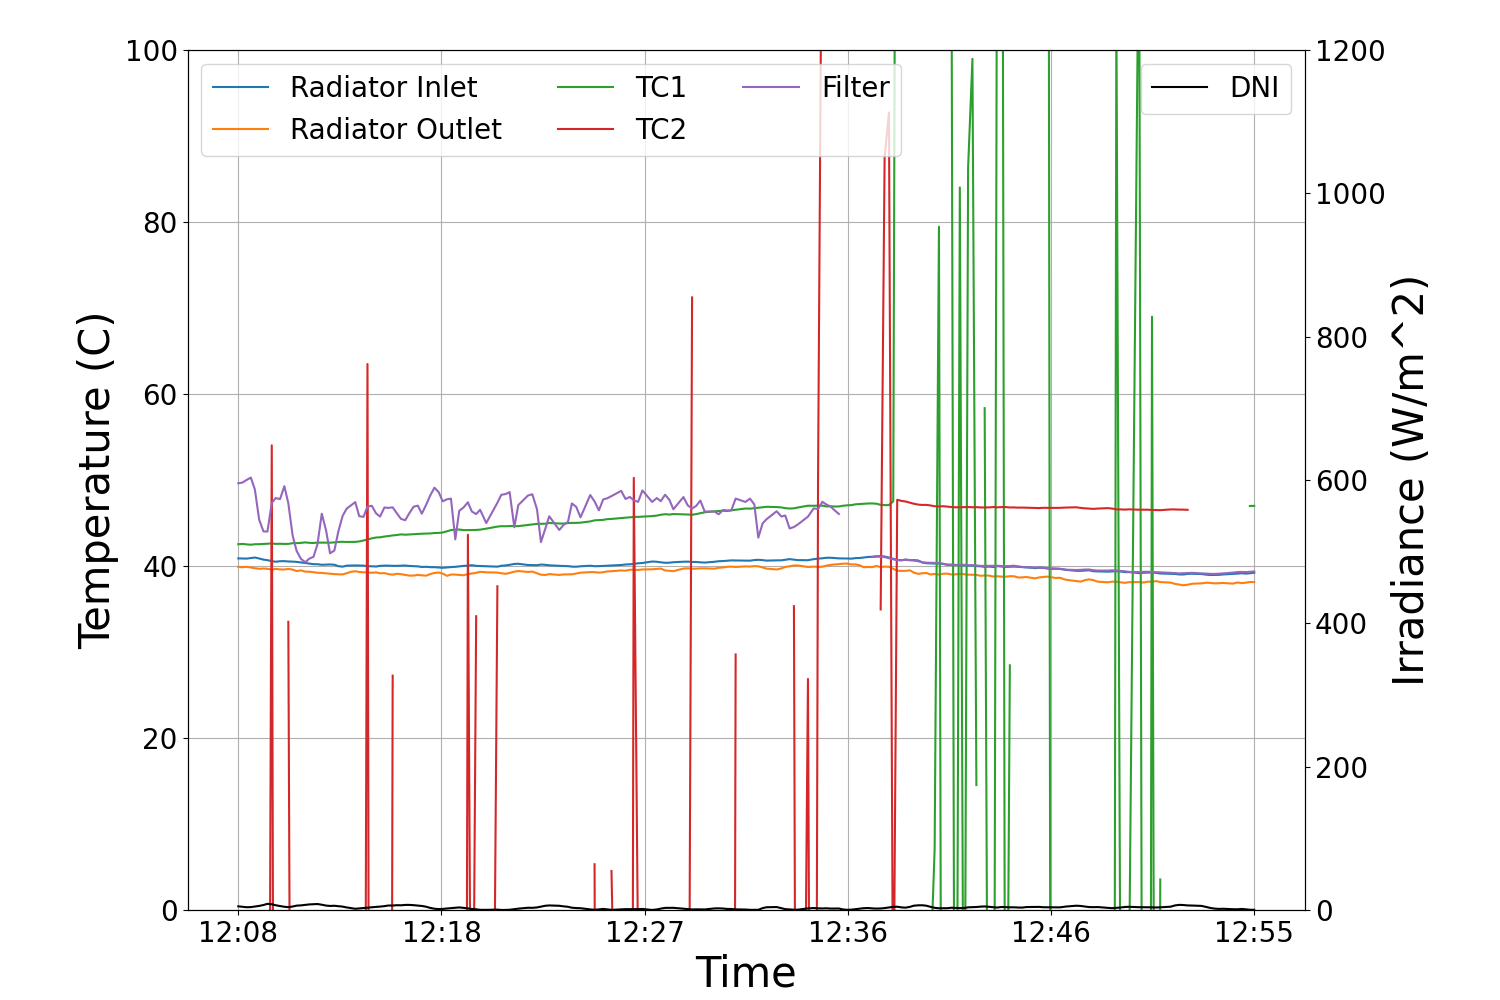 100
80
60
40
20
0
Temperature (C)
Radiator Inlet
Radiator Outlet
TC1
TC2
Filter
DNI
1200
1000
800
600
400
200
0
Irradiance (W/m^2)
12:08
12:18
12:27
12:36
12:46
12:55
Time